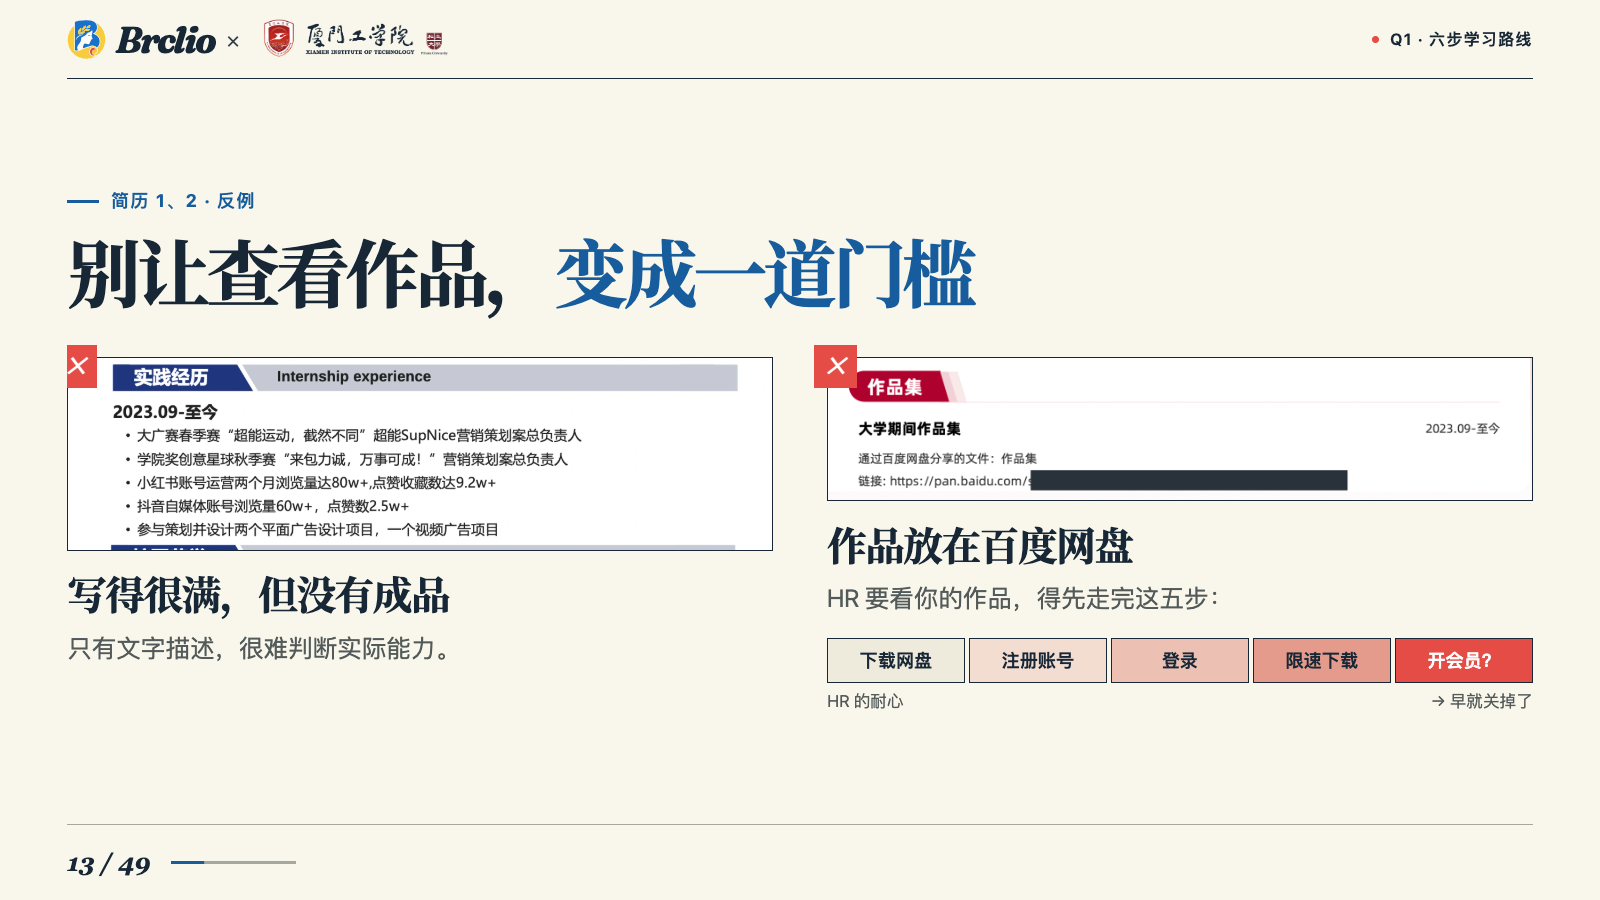 Brclio ×
厦门工学院
XIAMEN INSTITUTE OF TECHNOLOGY
Q1 · 六步学习路线
简历 1、2 · 反例
别让查看作品，变成一道门槛
实践经历 Internship experience
2023.09-至今
• 大广赛春季赛“超能运动，截然不同”超能SupNice营销策划案总负责人
• 学院奖创意星球秋季赛“来包力诚，万事可成！“营销策划案总负责人
• 小红书账号运营两个月浏览量达80w+,点赞收藏数达9.2w+
• 抖音自媒体账号浏览量60w+，点赞数2.5w+
• 参与策划并设计两个平面广告设计项目，一个视频广告项目
写得很满，但没有成品
只有文字描述，很难判断实际能力。
作品集
大学期间作品集 2023.09-至今
通过百度网盘分享的文件：作品集
链接: https://pan.baidu.com/s
作品放在百度网盘
HR 要看你的作品，得先走完这五步：
下载网盘 注册账号 登录 限速下载 开会员？
HR 的耐心 → 早就关掉了
13 / 49